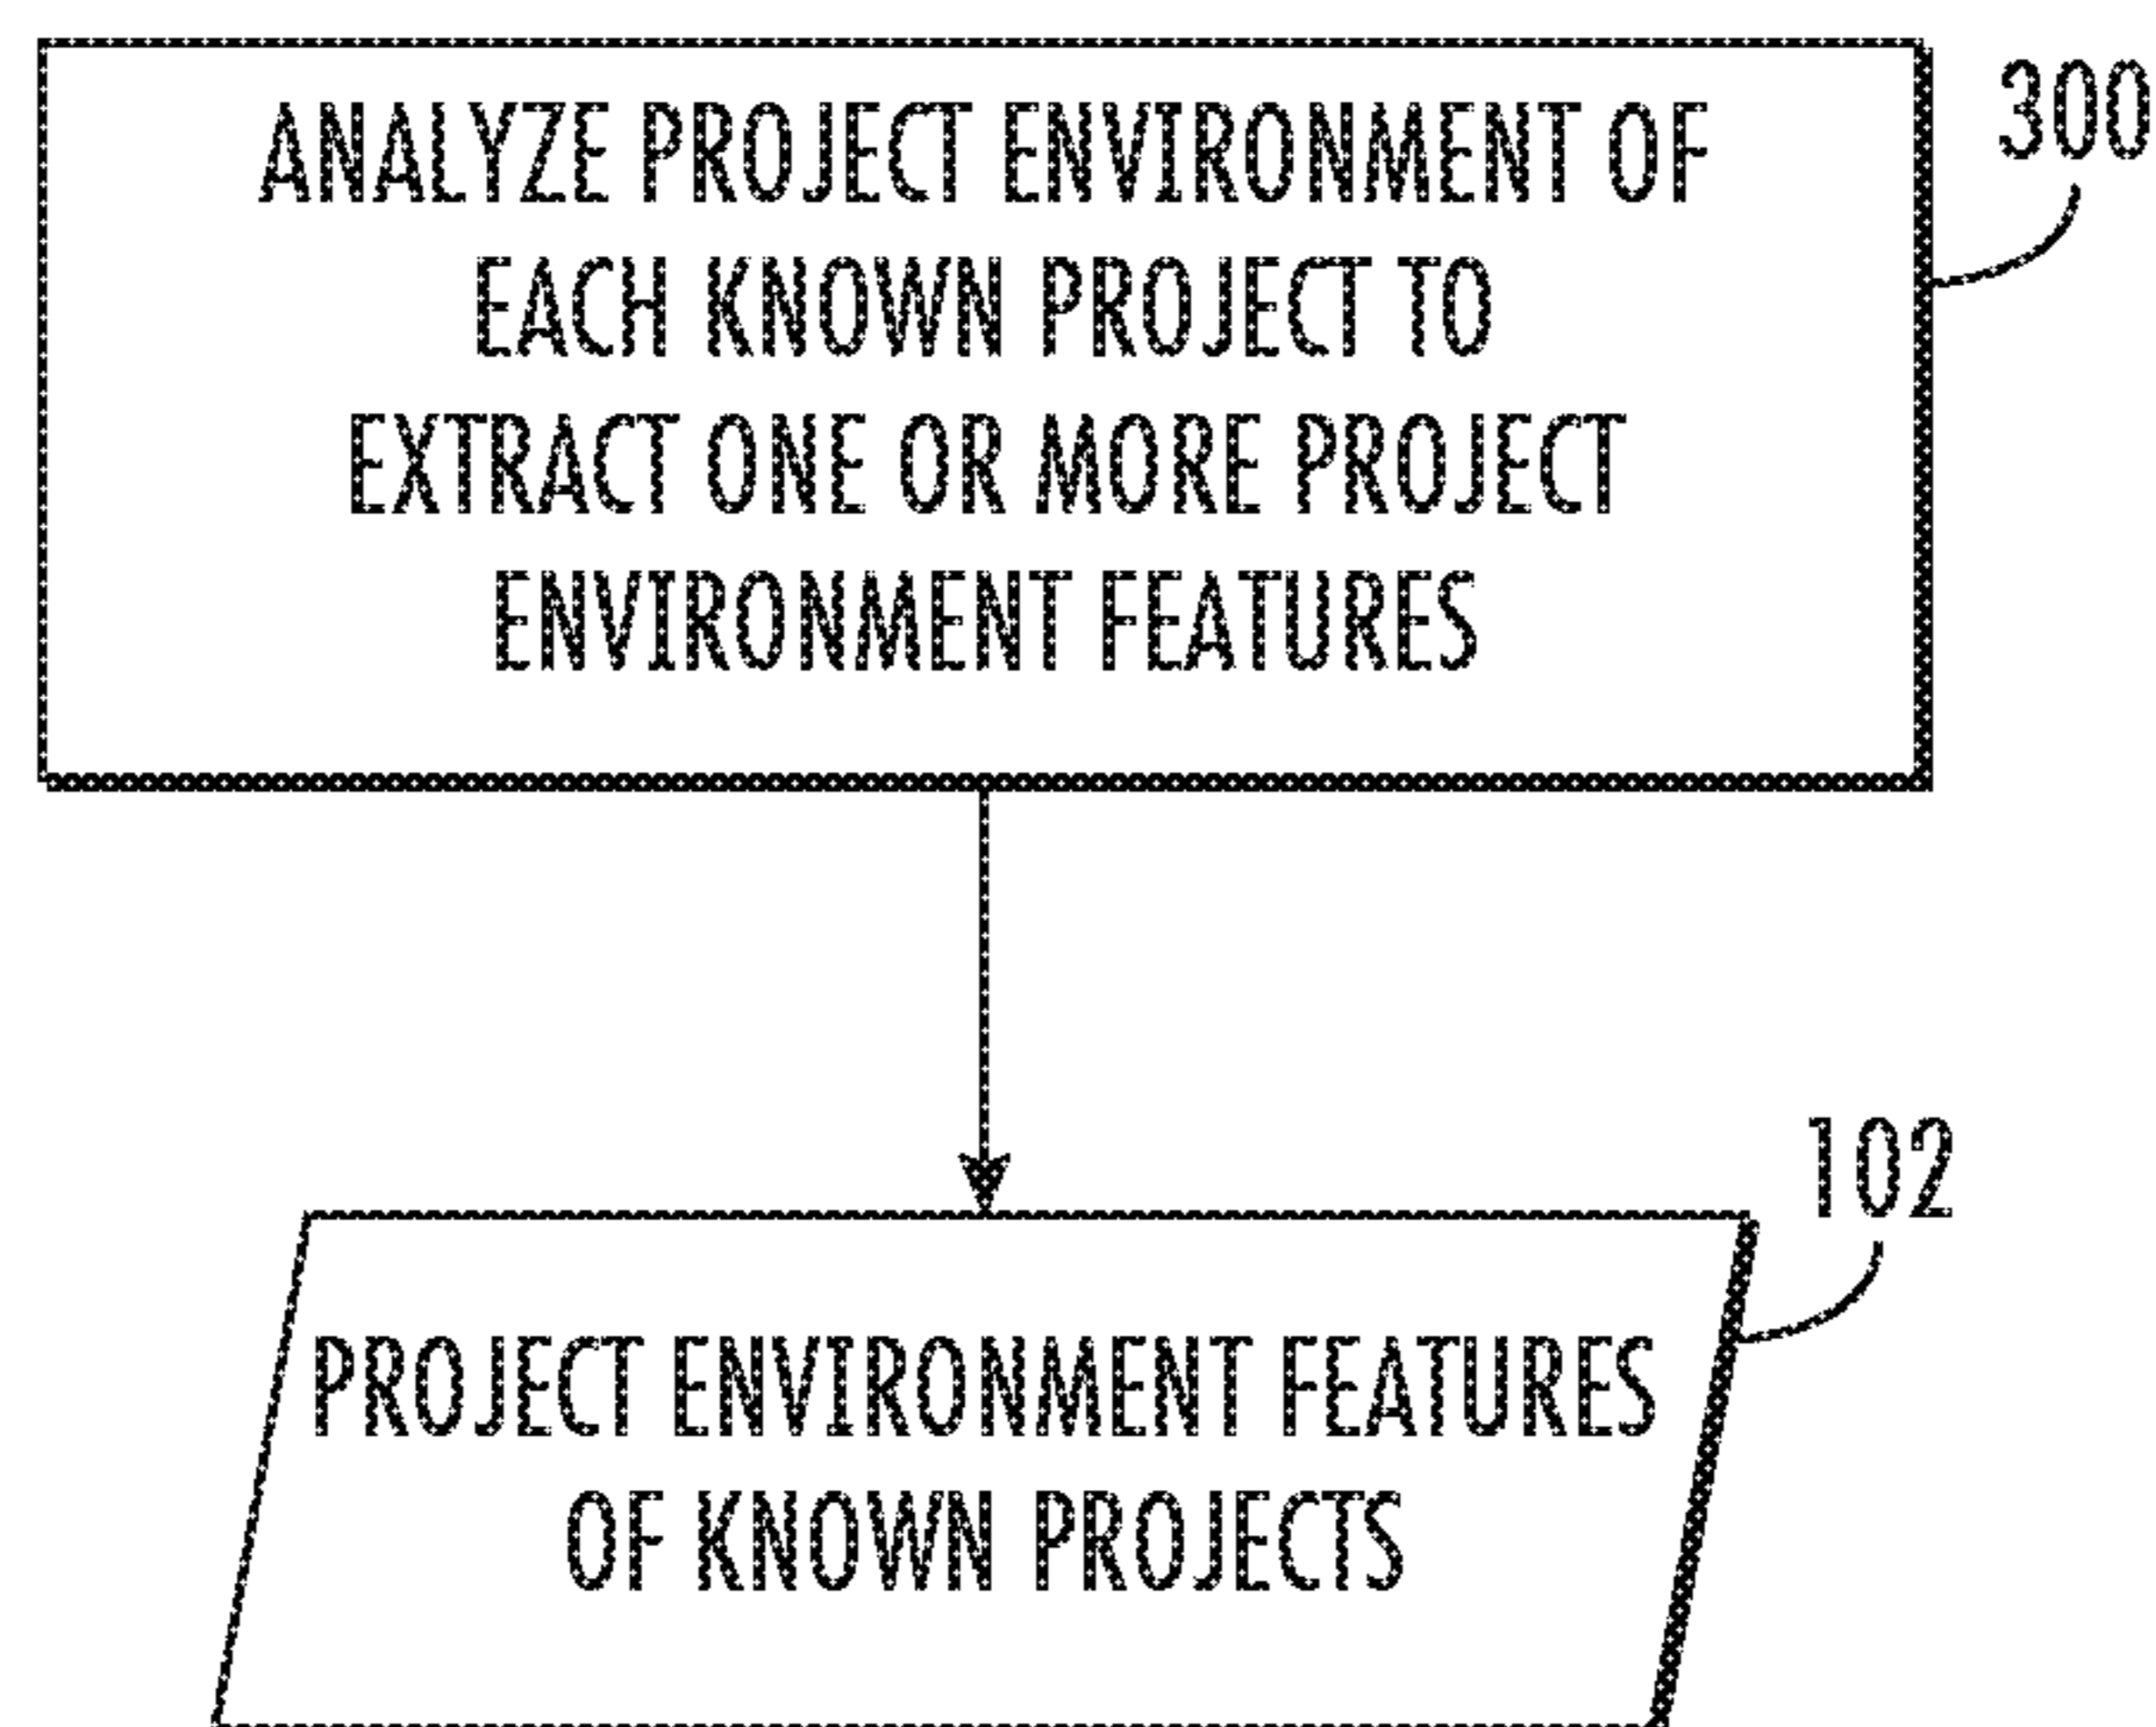 ANALYZE PROJECT ENVIRONMENT OF
EACH KNOWN PROJECT TO
EXTRACT ONE OR MORE PROJECT
ENVIRONMENT FEATURES
300
102
PROJECT ENVIRONMENT FEATURES
OF KNOWN PROJECTS